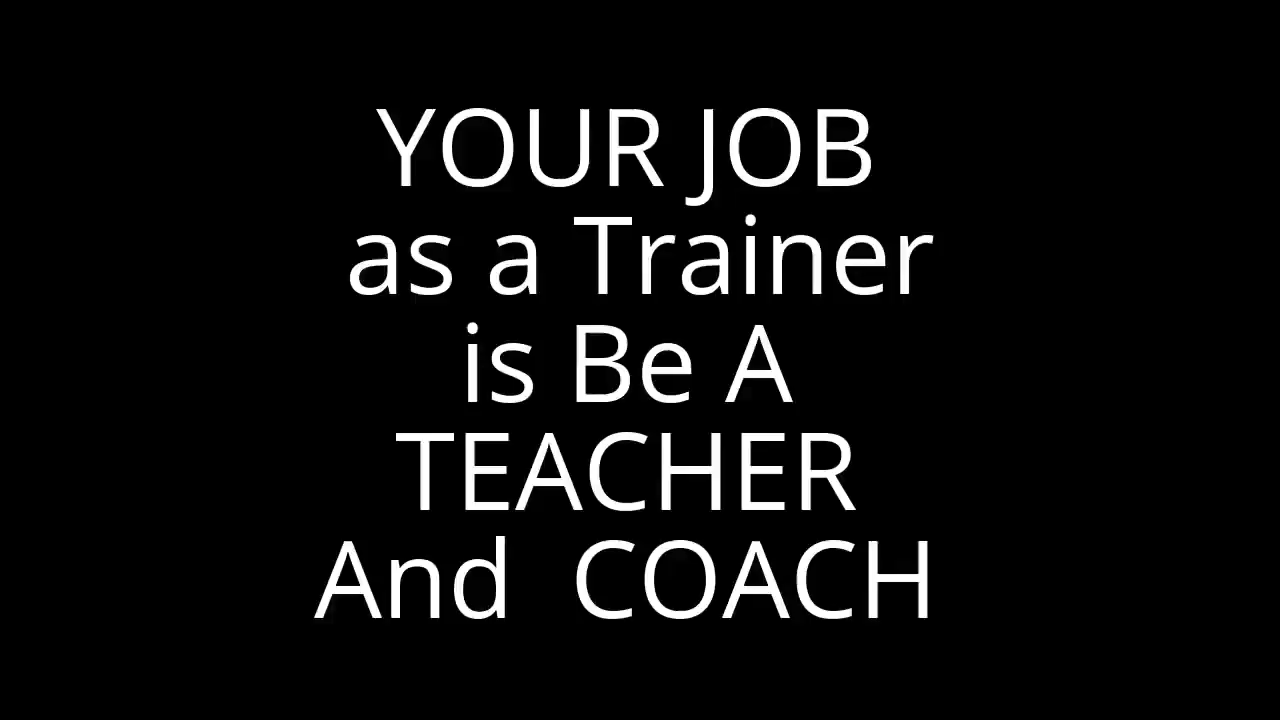 YOUR JOB
as a Trainer
is Be A
TEACHER
And COACH